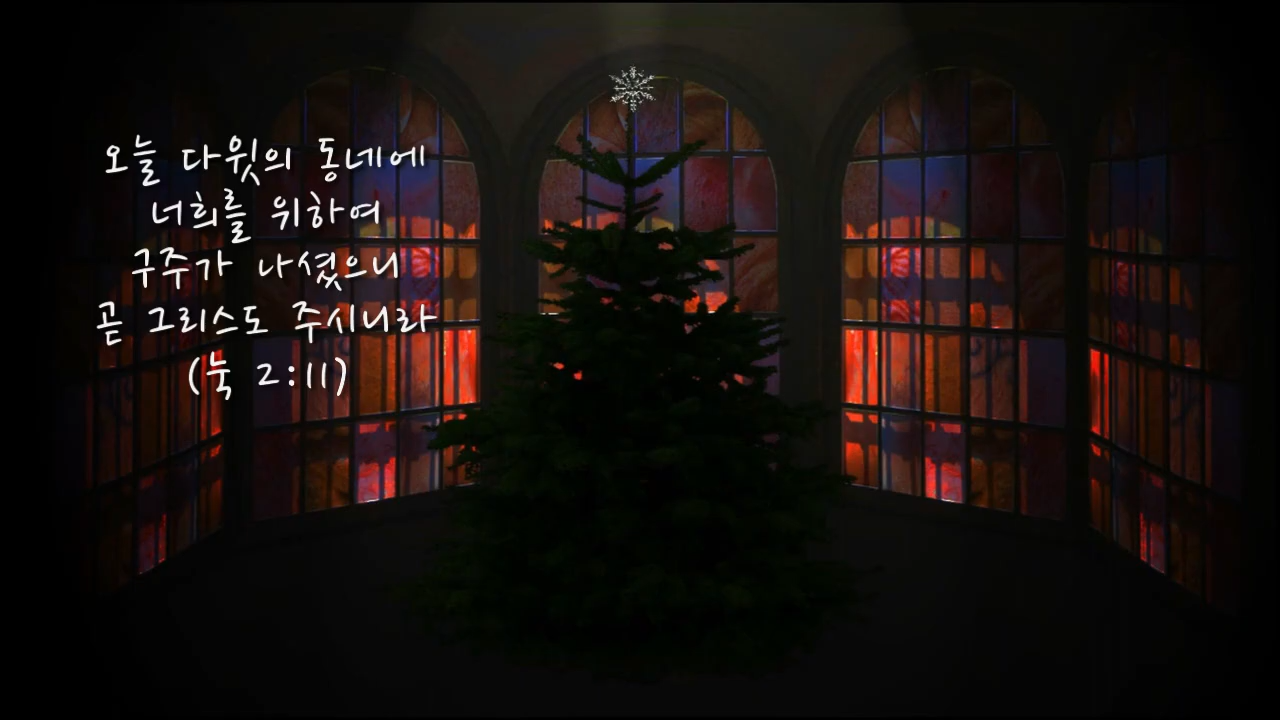 오늘 다윗의 동네에
너희를 위하여
구주가 나셨으니
곧 그리스도 주시니라
(눅 2:11)